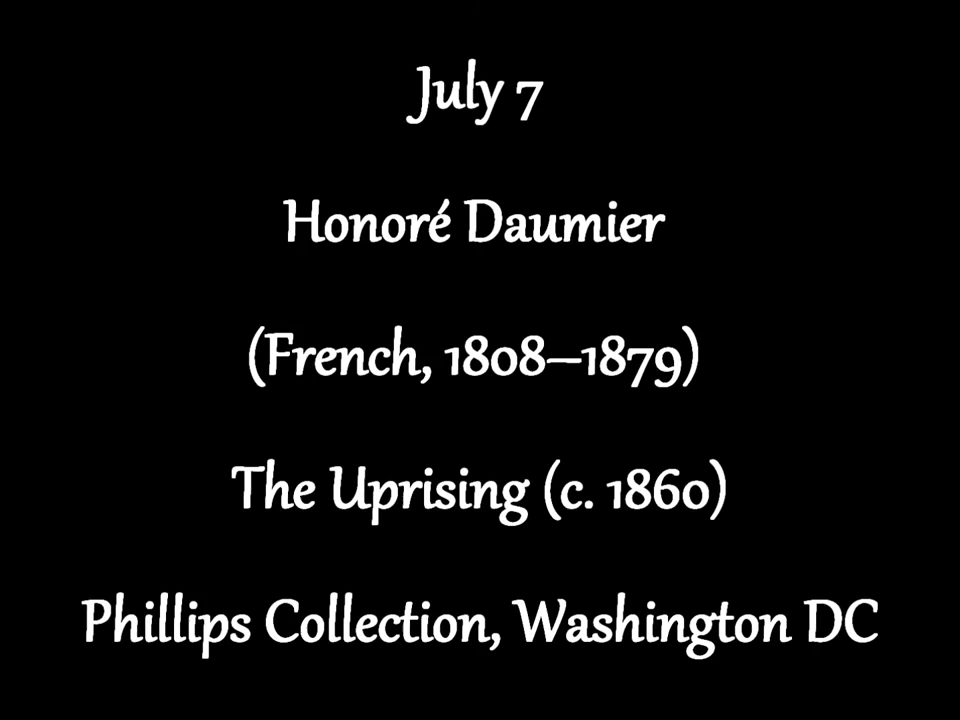 July 7
Honoré Daumier
(French, 1808–1879)
The Uprising (c. 1860)
Phillips Collection, Washington DC